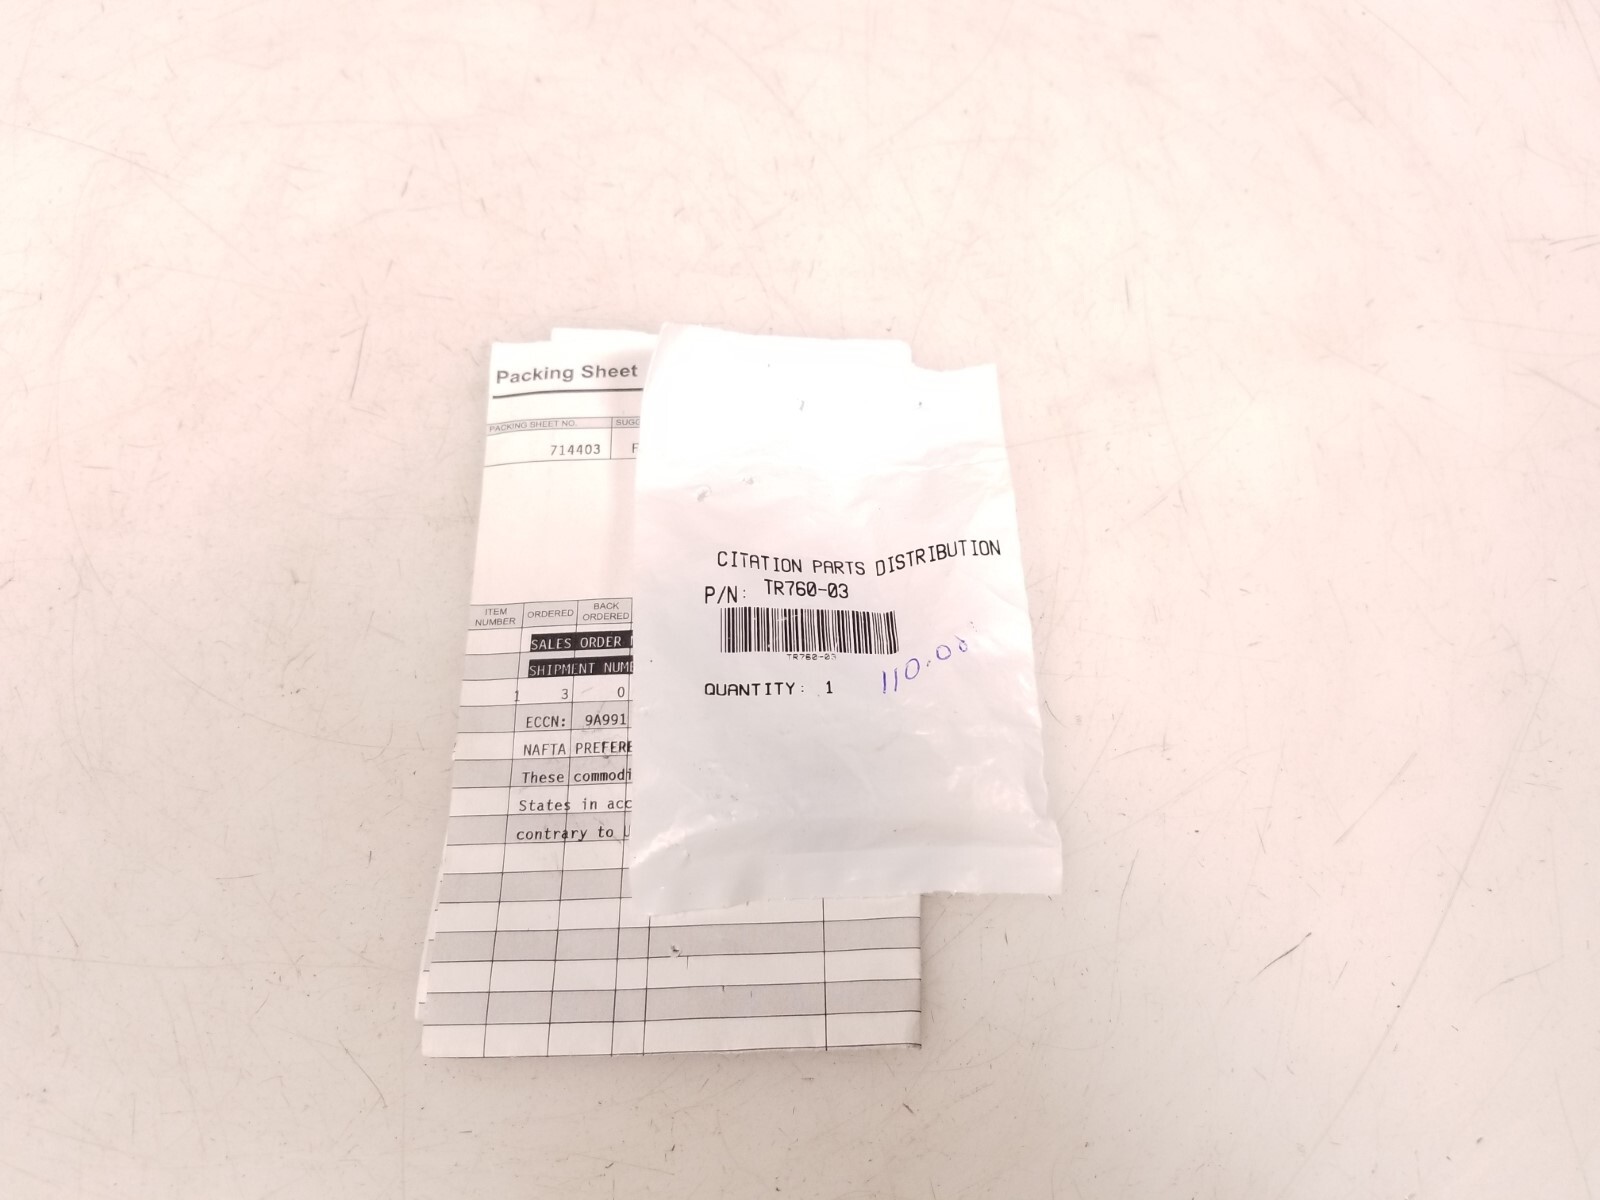 Packing Sheet
PACKING SHEET NO.
SUGG
714403
F
ITEM NUMBER
ORDERED
BACK ORDERED
SALES ORDER
SHIPMENT NUM
1 3 0
ECCN: 9A991
NAFTA PREFERE
These commodi
States in acc
contrary to U
CITATION PARTS DISTRIBUTION
P/N: TR760-03
TR760-03
QUANTITY: 1
110.00